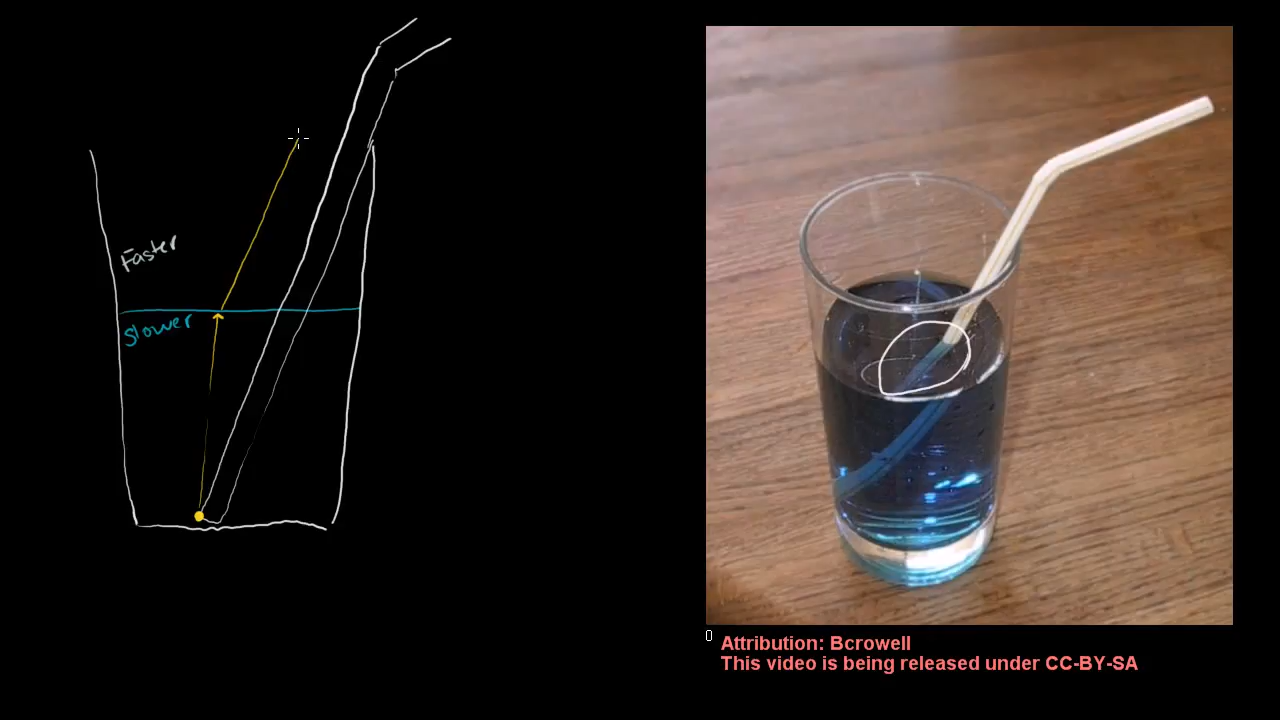 Faster
Slower
Attribution: Bcrowell
This video is being released under CC-BY-SA